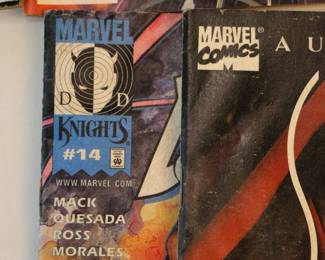 MARVEL
D D
KNIGHTS
#14
WWW.MARVEL.COM
MACK
QUESADA
ROSS
MORALES
MARVEL®
COMICS
A U